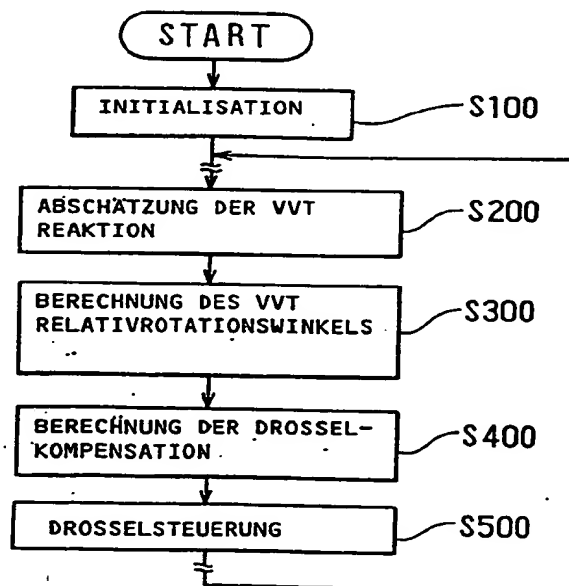 START
INITIALISATION
S100
ABSCHÄTZUNG DER VVT
REAKTION
S200
BERECHNUNG DES VVT
RELATIVROTATIONSWINKELS
S300
BERECHNUNG DER DROSSEL-
KOMPENSATION
S400
DROSSELSTEUERUNG
S500